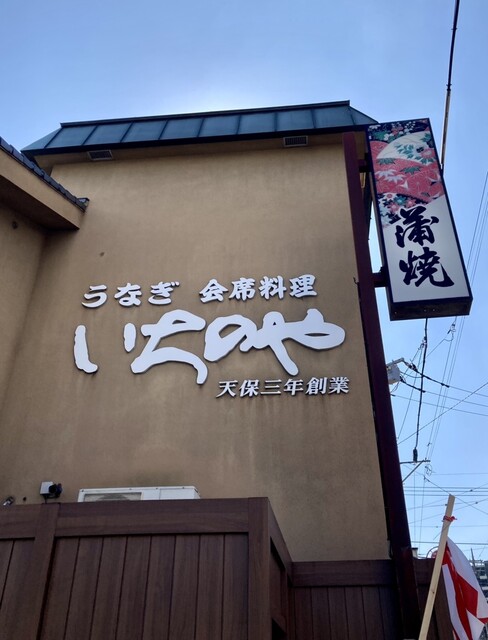 うなぎ 会席料理
いちのや
天保三年創業
蒲焼